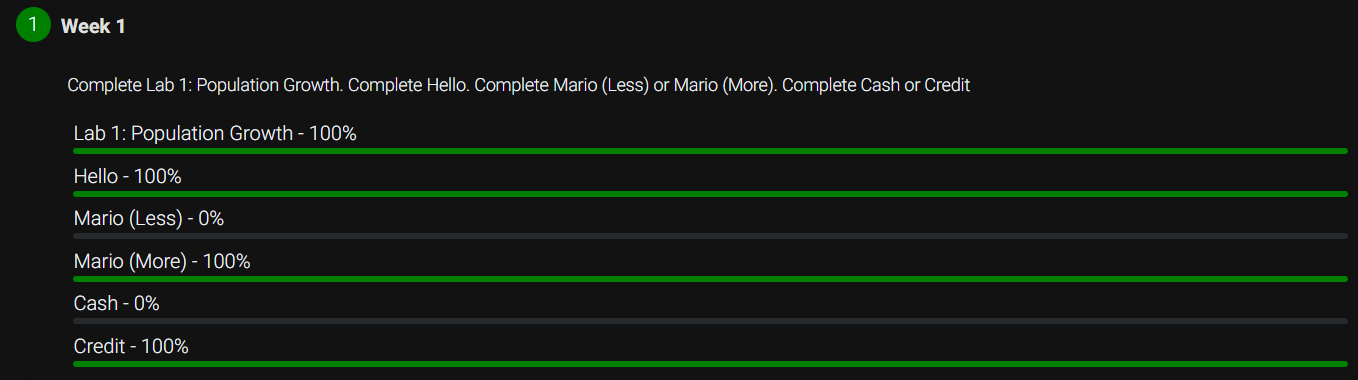 1 Week 1
Complete Lab 1: Population Growth. Complete Hello. Complete Mario (Less) or Mario (More). Complete Cash or Credit
Lab 1: Population Growth - 100%
Hello - 100%
Mario (Less) - 0%
Mario (More) - 100%
Cash - 0%
Credit - 100%